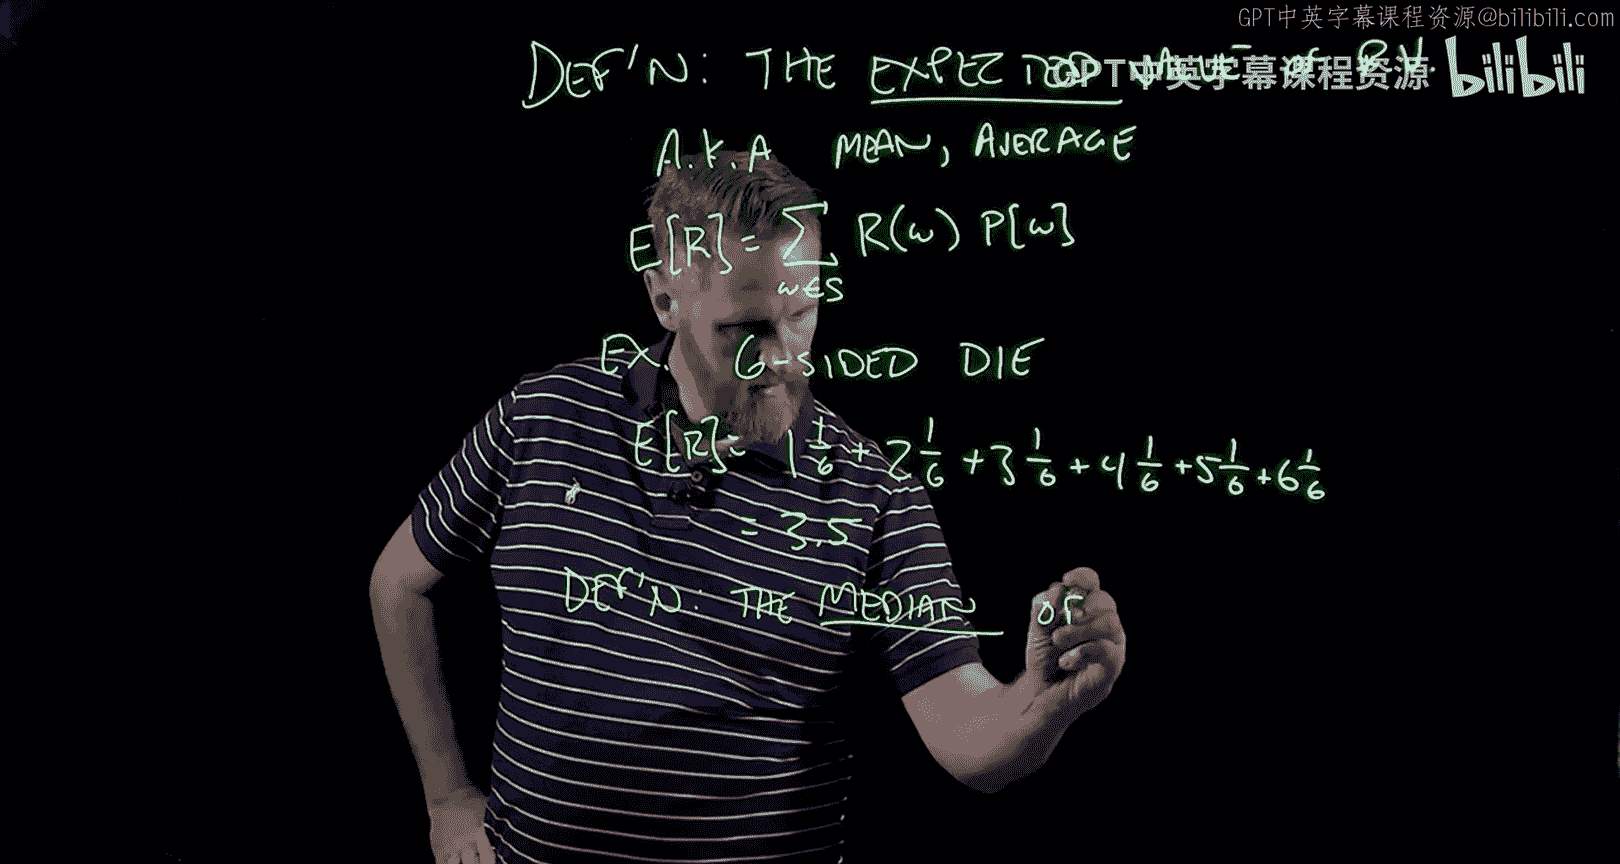 GPT中英字幕课程资源@bilibili.com
DEF'N: THE EXPECTED VALUE OF R.V.
GPT中英字幕课程资源 bilibili
A.K.A MEAN, AVERAGE
E[R] = ∑ R(ω) P[ω]
ω∈S
EX. 6-SIDED DIE
E[R] = 1 1/6 + 2 1/6 + 3 1/6 + 4 1/6 + 5 1/6 + 6 1/6
= 3.5
DEF'N: THE MEDIAN OF